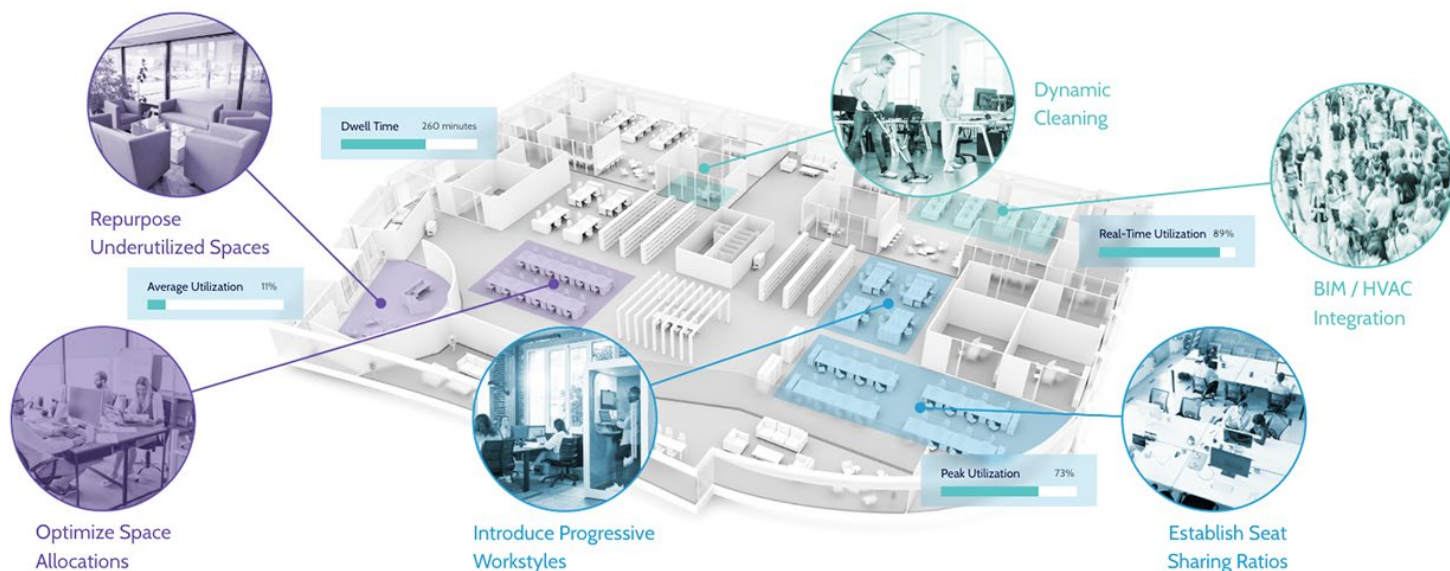 Dynamic
Cleaning
Dwell Time 260 minutes
Repurpose
Underutilized Spaces
Real-Time Utilization 89%
Average Utilization 11%
BIM / HVAC
Integration
Peak Utilization 73%
Optimize Space
Allocations
Introduce Progressive
Workstyles
Establish Seat
Sharing Ratios